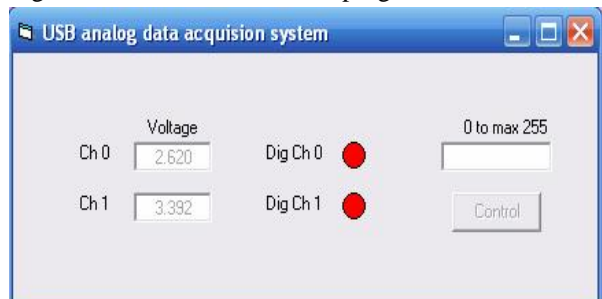 USB analog data acquision system
Voltage 0 to max 255
Ch 0 2.620 Dig Ch 0
Ch 1 3.392 Dig Ch 1 Control